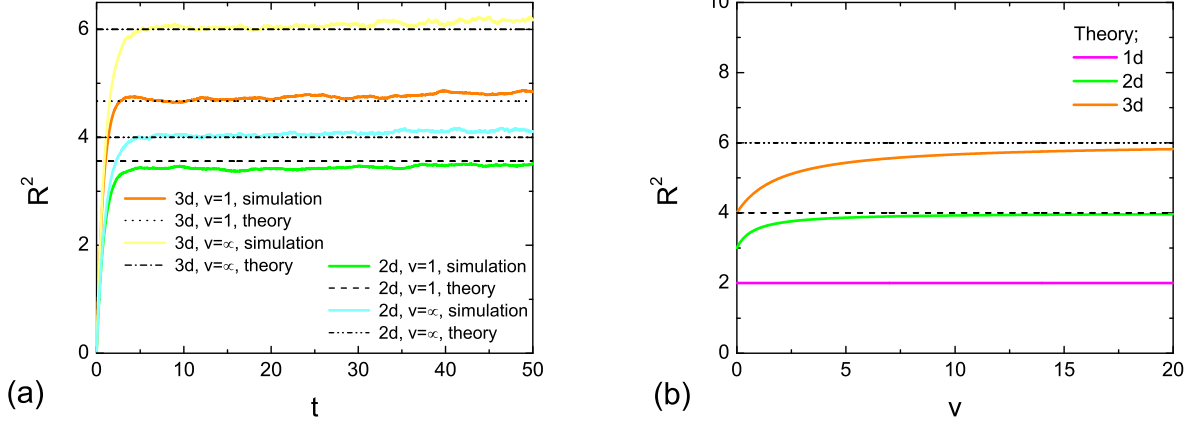 6
4
2
0
R²
3d, v=1, simulation
3d, v=1, theory
3d, v=∝, simulation
3d, v=∝, theory
2d, v=1, simulation
2d, v=1, theory
2d, v=∝, simulation
2d, v=∝, theory
0 10 20 30 40 50
(a)
t
10
8
6
4
2
0
R²
Theory;
1d
2d
3d
0 5 10 15 20
(b)
v